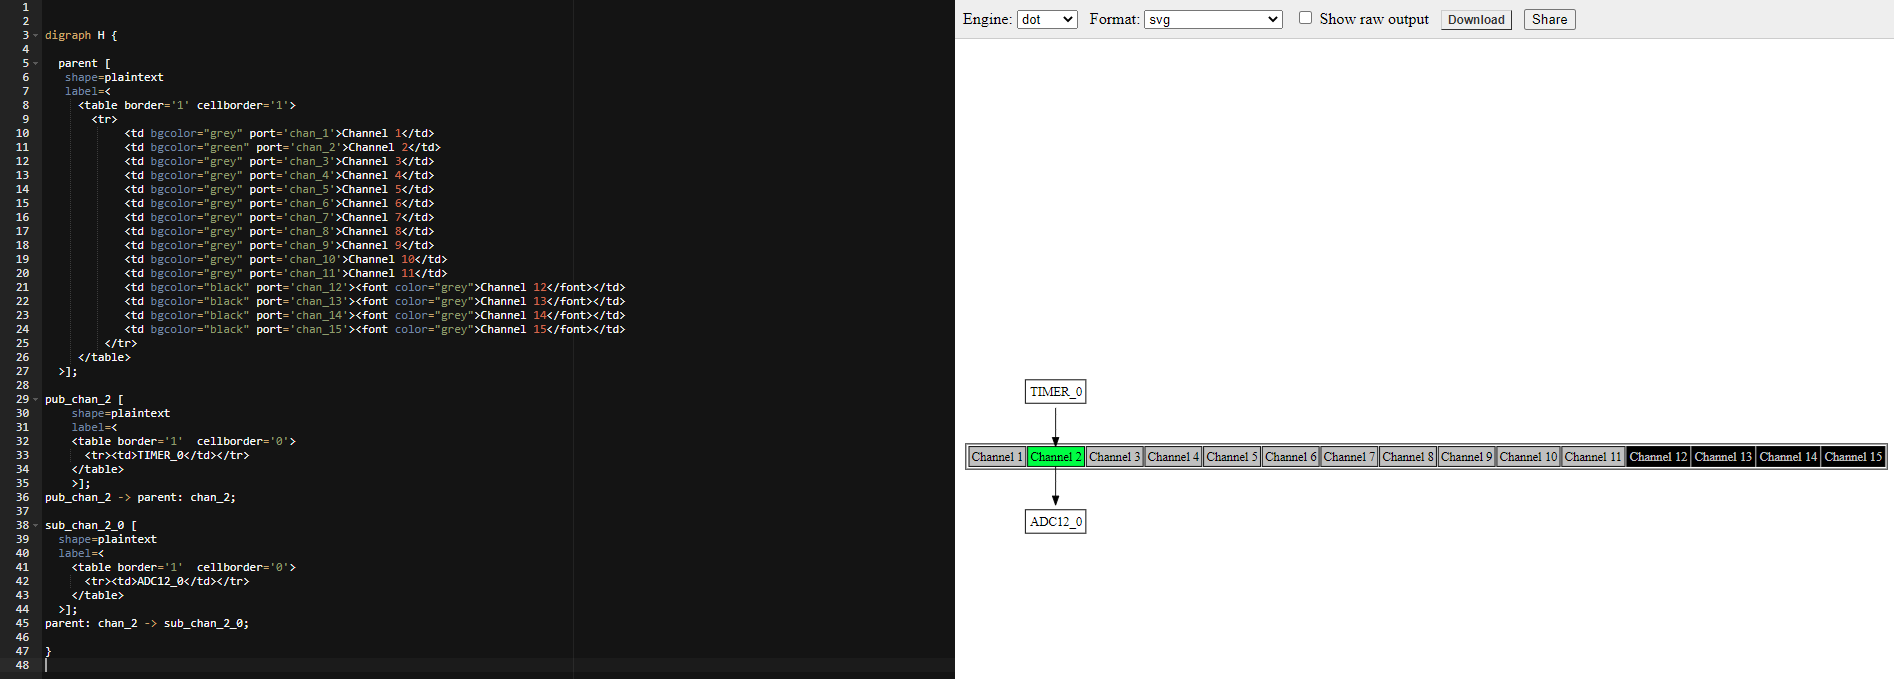 1
2
3 digraph H {
4
5 parent [
6 shape=plaintext
7 label=<
8 <table border='1' cellborder='1'>
9 <tr>
10 <td bgcolor="grey" port='chan_1'>Channel 1</td>
11 <td bgcolor="green" port='chan_2'>Channel 2</td>
12 <td bgcolor="grey" port='chan_3'>Channel 3</td>
13 <td bgcolor="grey" port='chan_4'>Channel 4</td>
14 <td bgcolor="grey" port='chan_5'>Channel 5</td>
15 <td bgcolor="grey" port='chan_6'>Channel 6</td>
16 <td bgcolor="grey" port='chan_7'>Channel 7</td>
17 <td bgcolor="grey" port='chan_8'>Channel 8</td>
18 <td bgcolor="grey" port='chan_9'>Channel 9</td>
19 <td bgcolor="grey" port='chan_10'>Channel 10</td>
20 <td bgcolor="grey" port='chan_11'>Channel 11</td>
21 <td bgcolor="black" port='chan_12'><font color="grey">Channel 12</font></td>
22 <td bgcolor="black" port='chan_13'><font color="grey">Channel 13</font></td>
23 <td bgcolor="black" port='chan_14'><font color="grey">Channel 14</font></td>
24 <td bgcolor="black" port='chan_15'><font color="grey">Channel 15</font></td>
25 </tr>
26 </table>
27 >];
28
29 pub_chan_2 [
30 shape=plaintext
31 label=<
32 <table border='1'  cellborder='0'>
33 <tr><td>TIMER_0</td></tr>
34 </table>
35 >];
36 pub_chan_2 -> parent: chan_2;
37
38 sub_chan_2_0 [
39 shape=plaintext
40 label=<
41 <table border='1'  cellborder='0'>
42 <tr><td>ADC12_0</td></tr>
43 </table>
44 >];
45 parent: chan_2 -> sub_chan_2_0;
46
47 }
48
Engine: dot Format: svg Show raw output Download Share
TIMER_0
Channel 1 Channel 2 Channel 3 Channel 4 Channel 5 Channel 6 Channel 7 Channel 8 Channel 9 Channel 10 Channel 11 Channel 12 Channel 13 Channel 14 Channel 15
ADC12_0